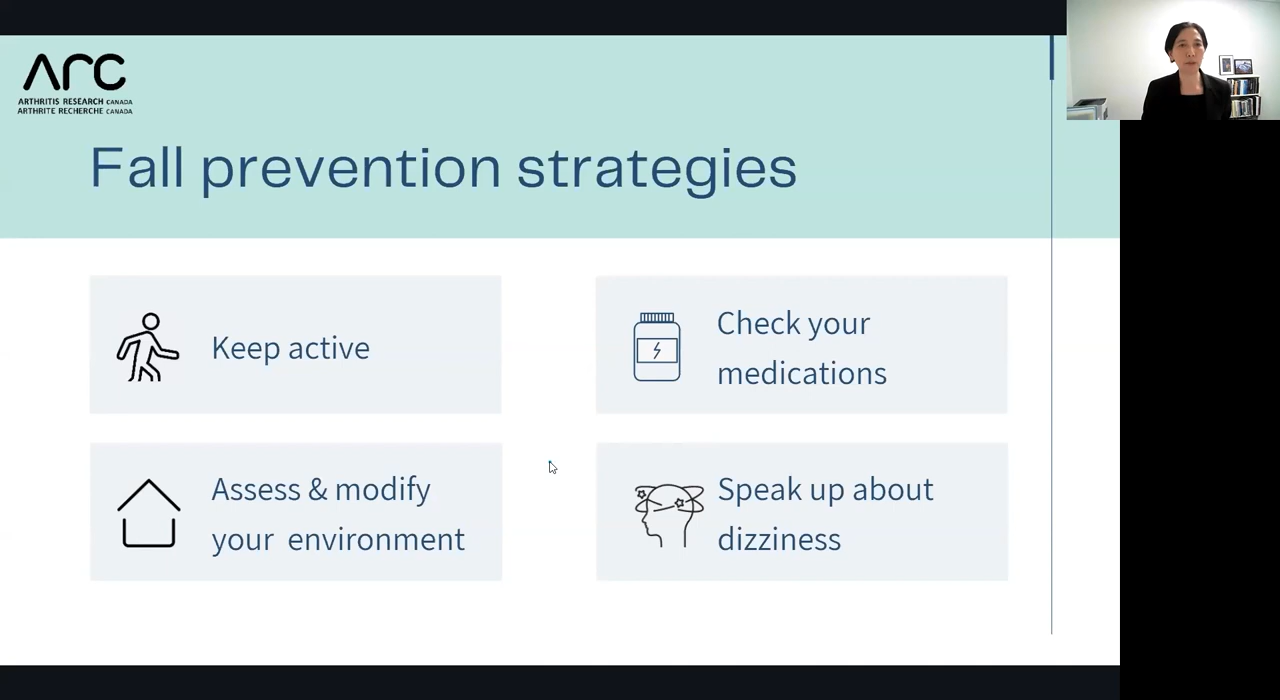 ARC
ARTHRITIS RESEARCH CANADA
ARTHRITE RECHERCHE CANADA
Fall prevention strategies
Keep active
Check your
medications
Assess & modify
your environment
Speak up about
dizziness